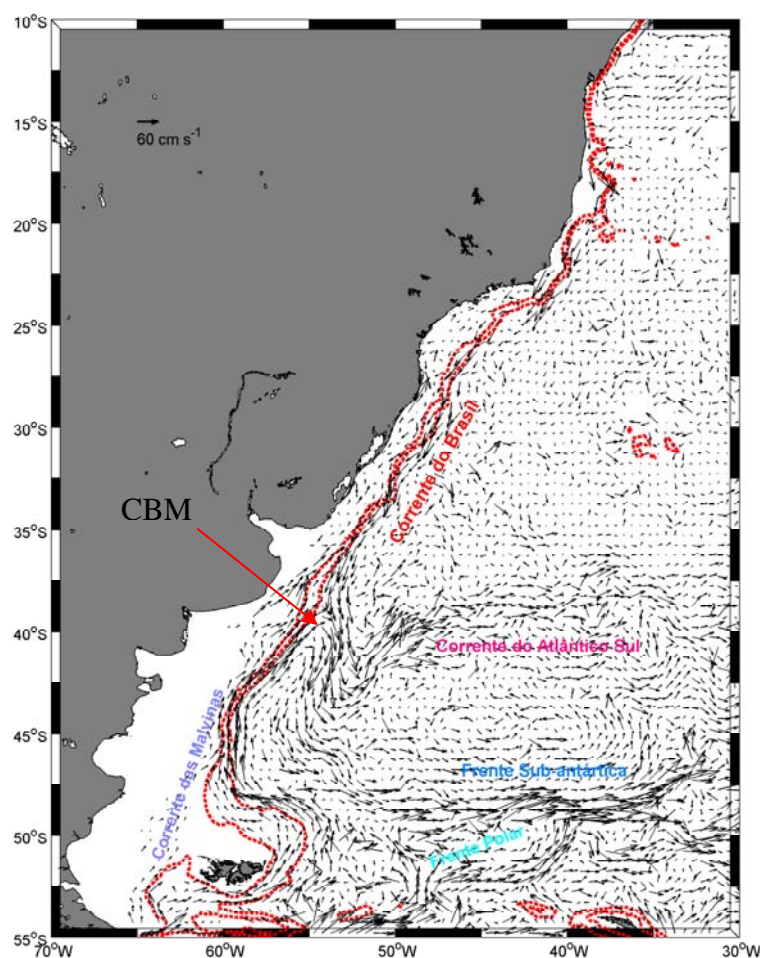 10°S
60 cm s⁻¹
15°S
20°S
25°S
30°S
Corrente do Brasil
CBM
35°S
40°S
Corrente do Atlântico Sul
45°S
Corrente das Malvinas
Frente Sub-antártica
50°S
Frente Polar
55°S
70°W
60°W
50°W
40°W
30°W